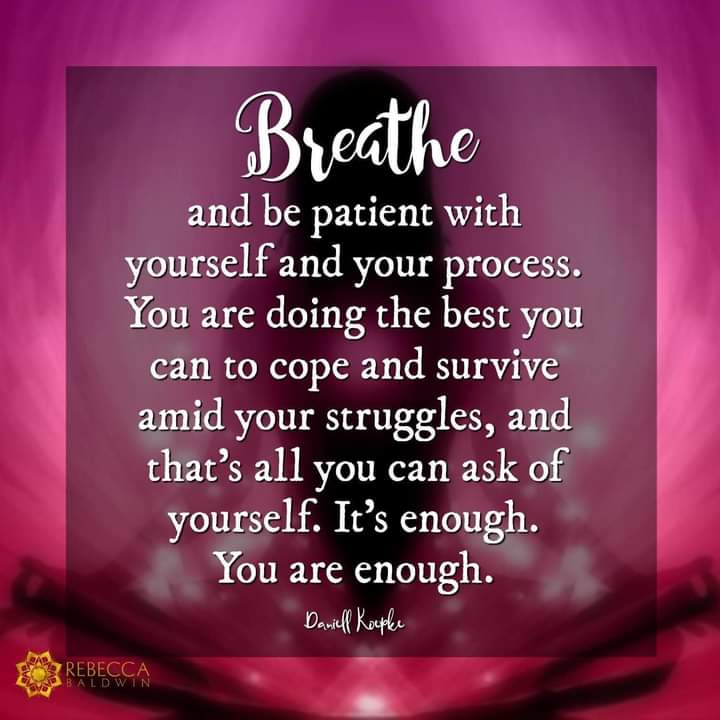 Breathe
and be patient with
yourself and your process.
You are doing the best you
can to cope and survive
amid your struggles, and
that's all you can ask of
yourself. It's enough.
You are enough.
Daniell Koepke
REBECCA
BALDWIN